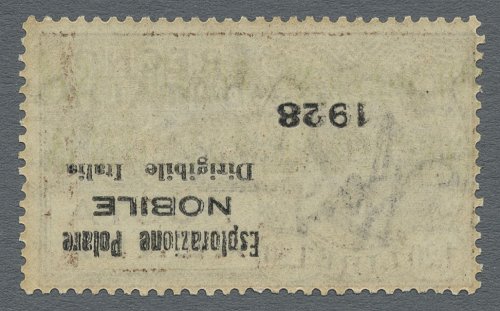 Esplorazione Polare
NOBILE
Dirigibile Italia
1928